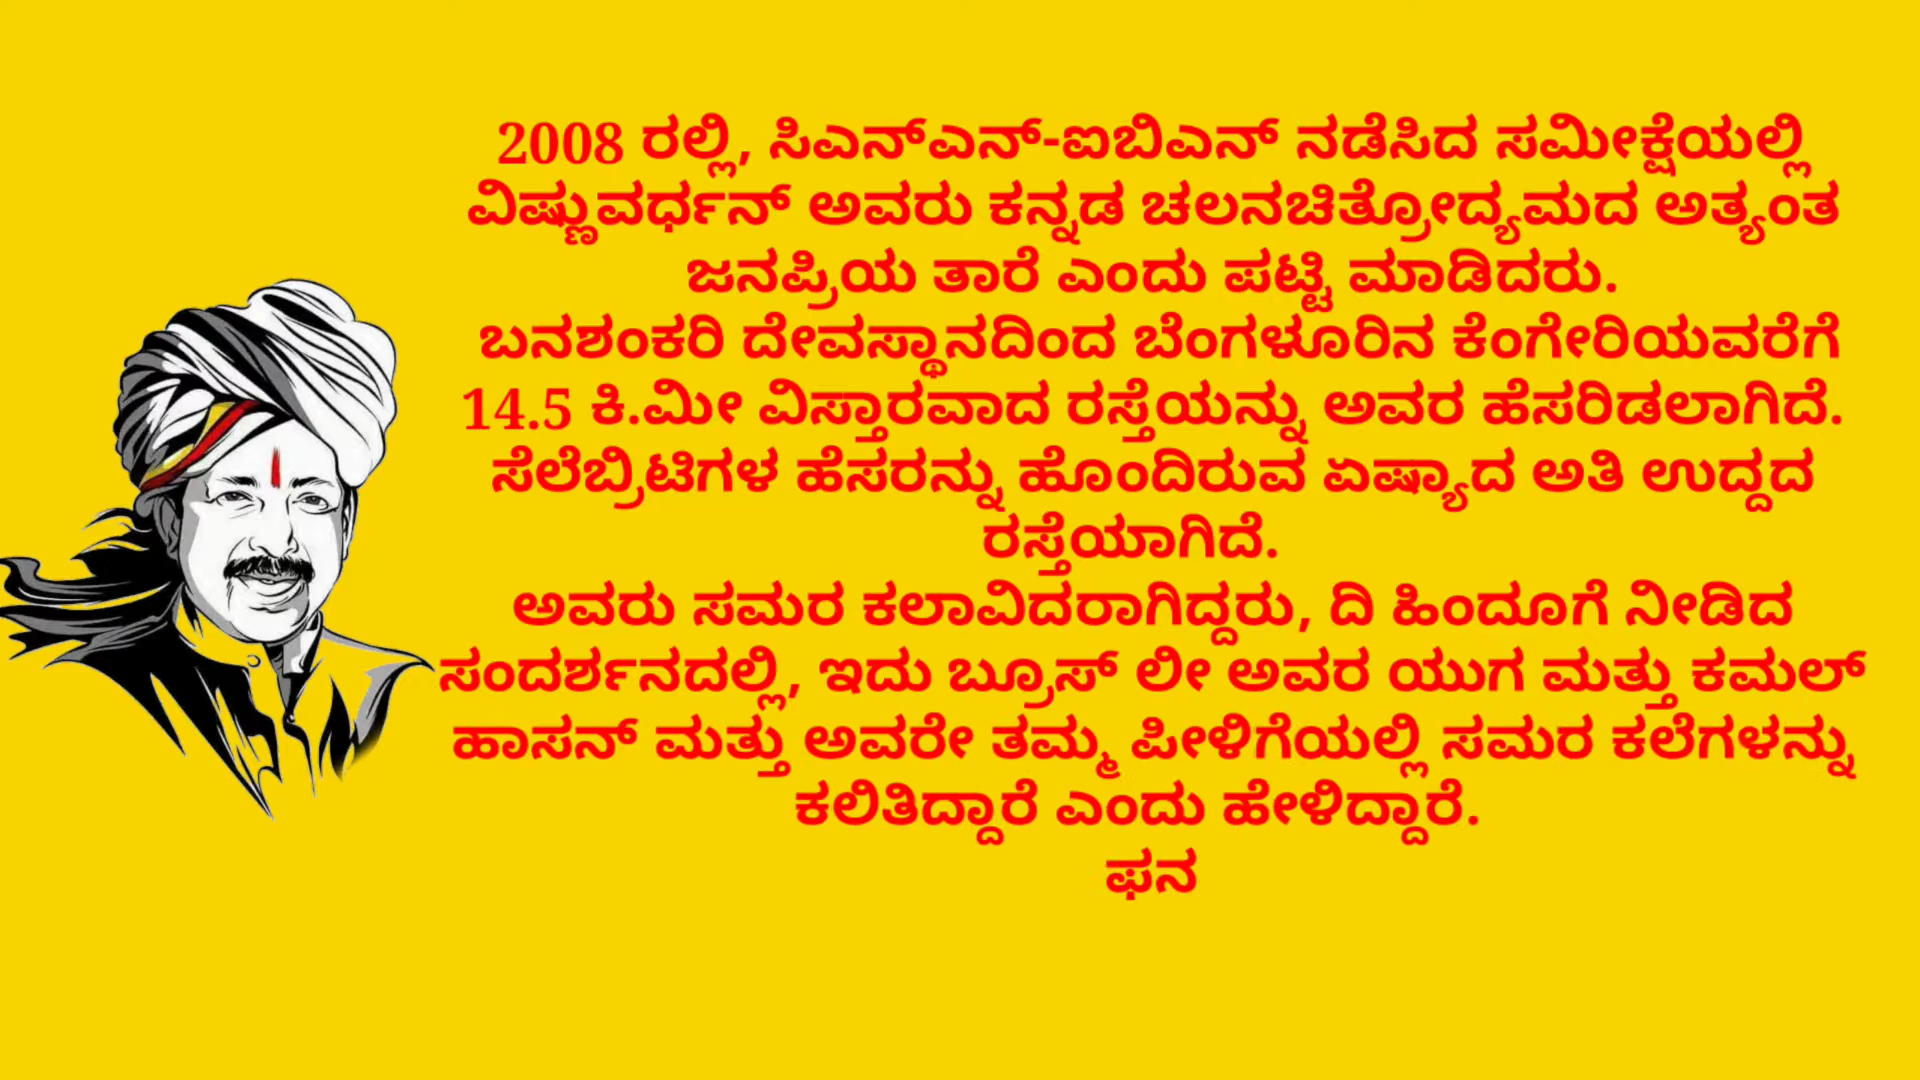 2008 ರಲ್ಲಿ, ಸಿಎನ್ಎನ್-ಐಬಿಎನ್ ನಡೆಸಿದ ಸಮೀಕ್ಷೆಯಲ್ಲಿ
ವಿಷ್ಣುವರ್ಧನ್ ಅವರು ಕನ್ನಡ ಚಲನಚಿತ್ರೋದ್ಯಮದ ಅತ್ಯಂತ
ಜನಪ್ರಿಯ ತಾರೆ ಎಂದು ಪಟ್ಟಿ ಮಾಡಿದರು.
ಬನಶಂಕರಿ ದೇವಸ್ಥಾನದಿಂದ ಬೆಂಗಳೂರಿನ ಕೆಂಗೇರಿಯವರೆಗೆ
14.5 ಕಿ.ಮೀ ವಿಸ್ತಾರವಾದ ರಸ್ತೆಯನ್ನು ಅವರ ಹೆಸರಿಡಲಾಗಿದೆ.
ಸೆಲೆಬ್ರಿಟಿಗಳ ಹೆಸರನ್ನು ಹೊಂದಿರುವ ಏಷ್ಯಾದ ಅತಿ ಉದ್ದದ
ರಸ್ತೆಯಾಗಿದೆ.
ಅವರು ಸಮರ ಕಲಾವಿದರಾಗಿದ್ದರು, ದಿ ಹಿಂದೂಗೆ ನೀಡಿದ
ಸಂದರ್ಶನದಲ್ಲಿ, ಇದು ಬ್ರೂಸ್ ಲೀ ಅವರ ಯುಗ ಮತ್ತು ಕಮಲ್
ಹಾಸನ್ ಮತ್ತು ಅವರೇ ತಮ್ಮ ಪೀಳಿಗೆಯಲ್ಲಿ ಸಮರ ಕಲೆಗಳನ್ನು
ಕಲಿತಿದ್ದಾರೆ ಎಂದು ಹೇಳಿದ್ದಾರೆ.
ಫನ